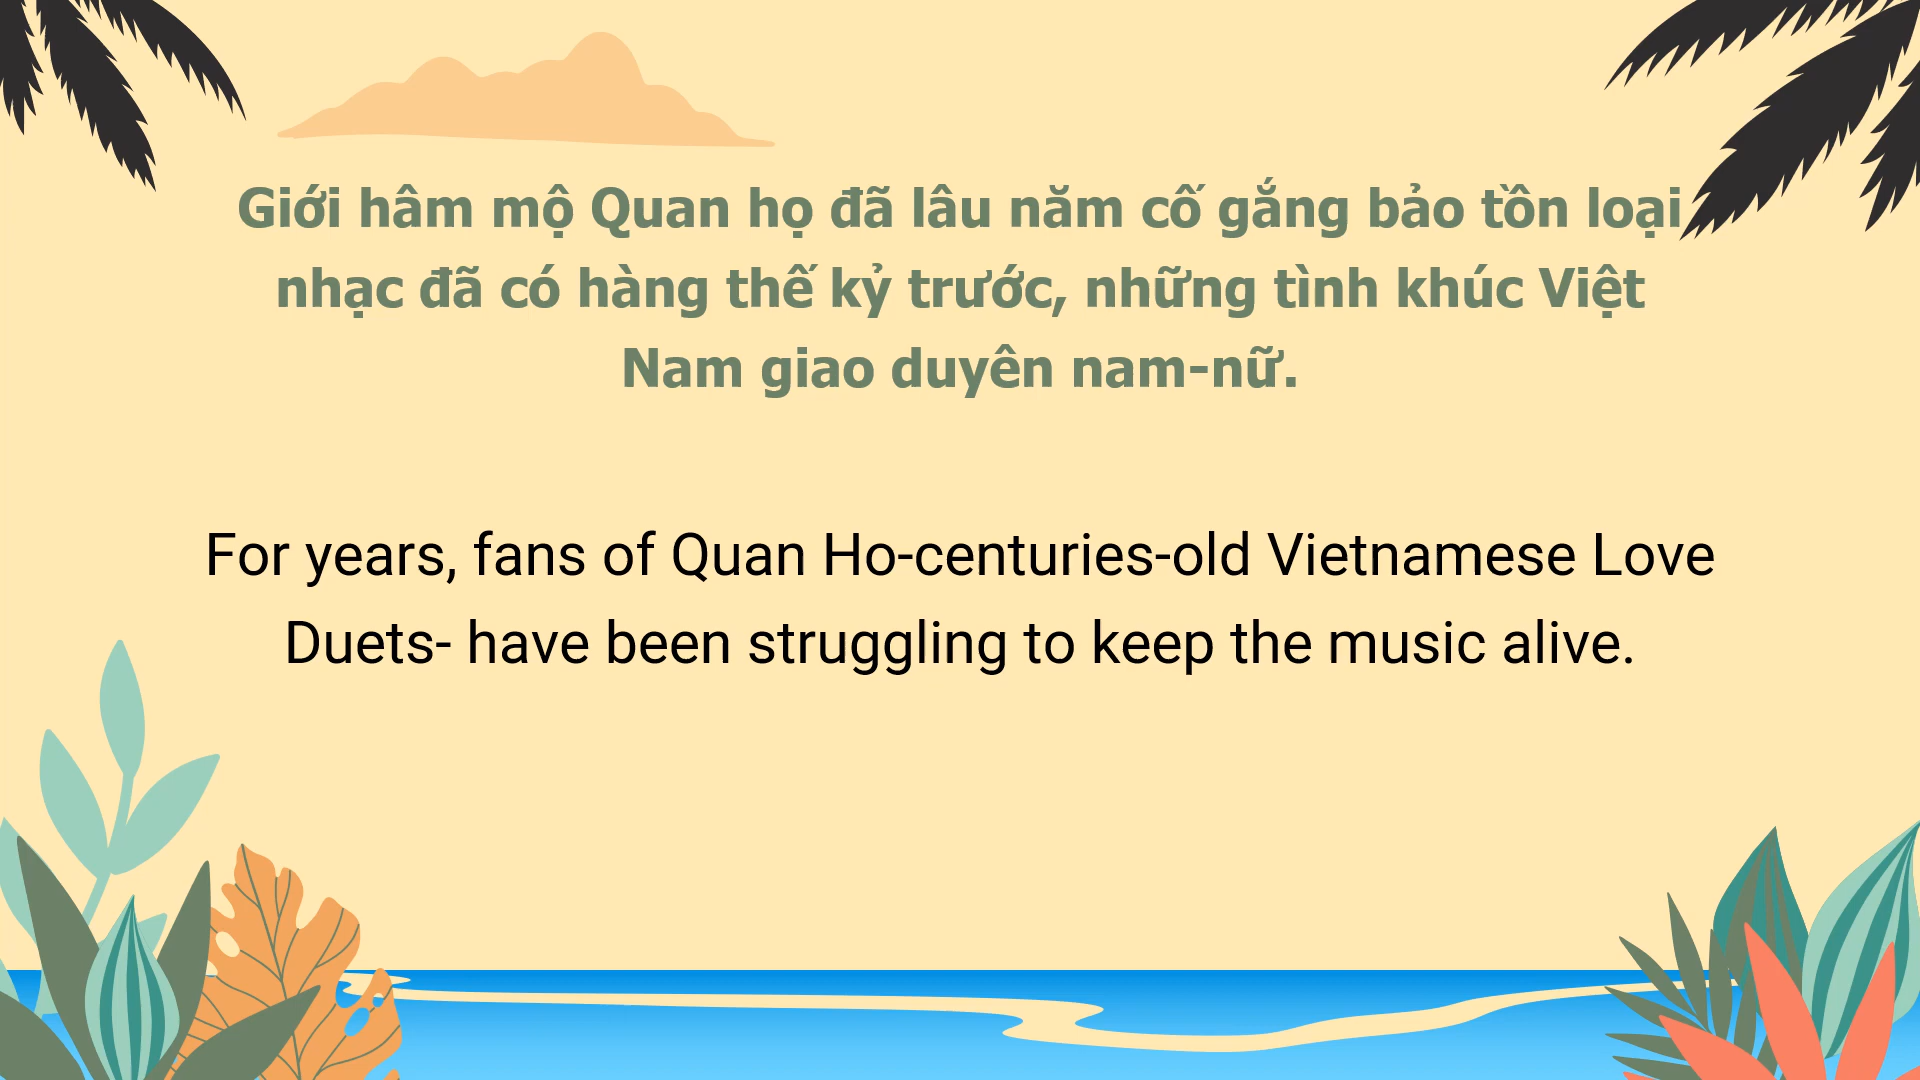 Giới hâm mộ Quan họ đã lâu năm cố gắng bảo tồn loại
nhạc đã có hàng thế kỷ trước, những tình khúc Việt
Nam giao duyên nam-nữ.
For years, fans of Quan Ho-centuries-old Vietnamese Love
Duets- have been struggling to keep the music alive.